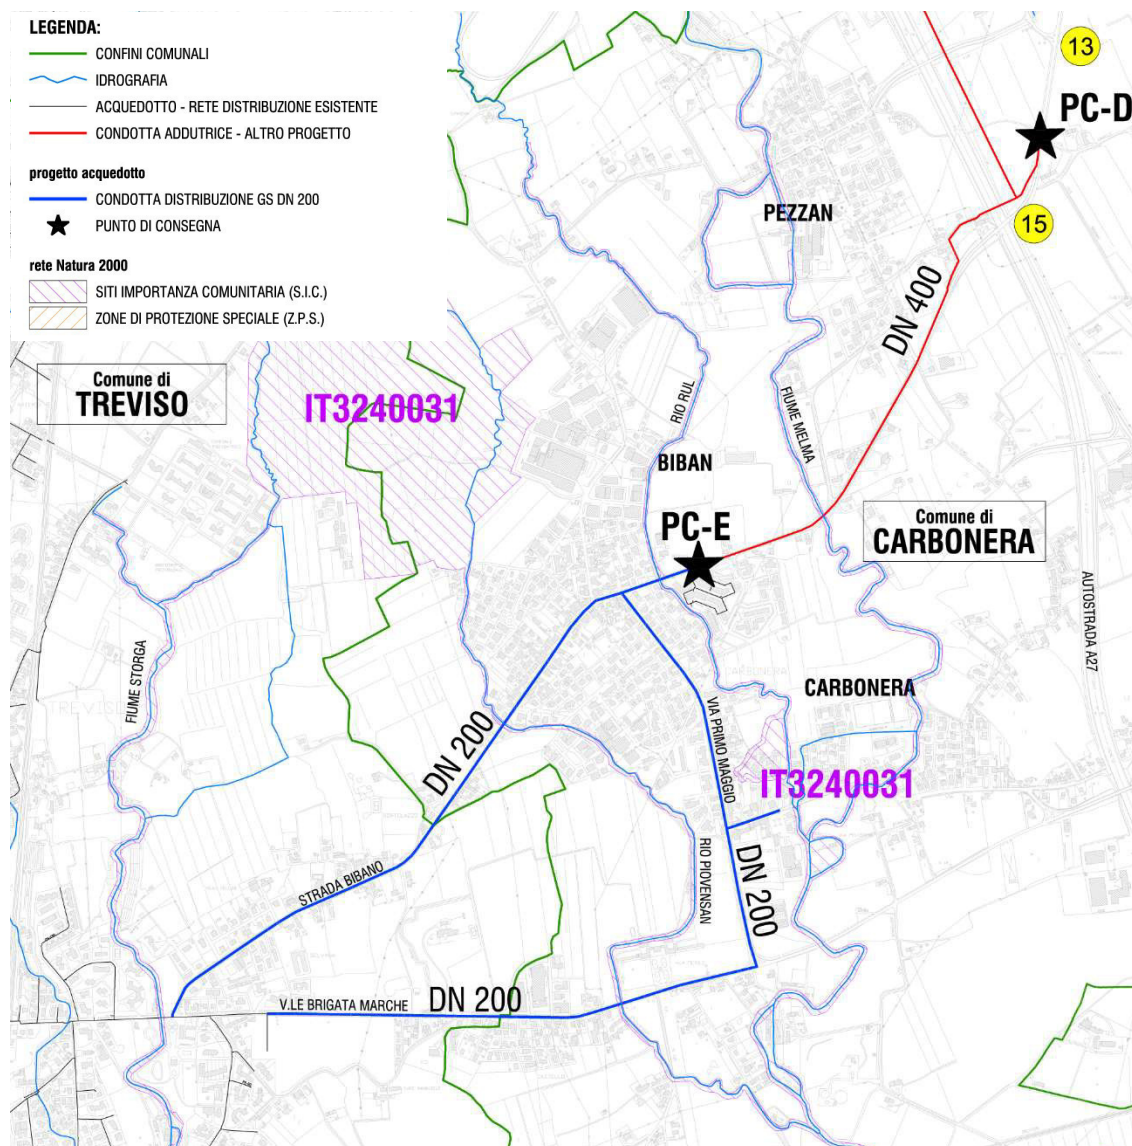 LEGENDA:
CONFINI COMUNALI
IDROGRAFIA
ACQUEDOTTO - RETE DISTRIBUZIONE ESISTENTE
CONDOTTA ADDUTRICE - ALTRO PROGETTO
progetto acquedotto
CONDOTTA DISTRIBUZIONE GS DN 200
PUNTO DI CONSEGNA
rete Natura 2000
SITI IMPORTANZA COMUNITARIA (S.I.C.)
ZONE DI PROTEZIONE SPECIALE (Z.P.S.)
13
PC-D
15
PEZZAN
DN 400
Comune di
TREVISO
IT3240031
RIO RUL
FIUME MELMA
BIBAN
PC-E
Comune di
CARBONERA
AUTOSTRADA A27
FIUME STORGA
CARBONERA
DN 200
VIA PRIMO MAGGIO
IT3240031
STRADA BIBANO
RIO PIOVENSAN
DN 200
V.LE BRIGATA MARCHE
DN 200